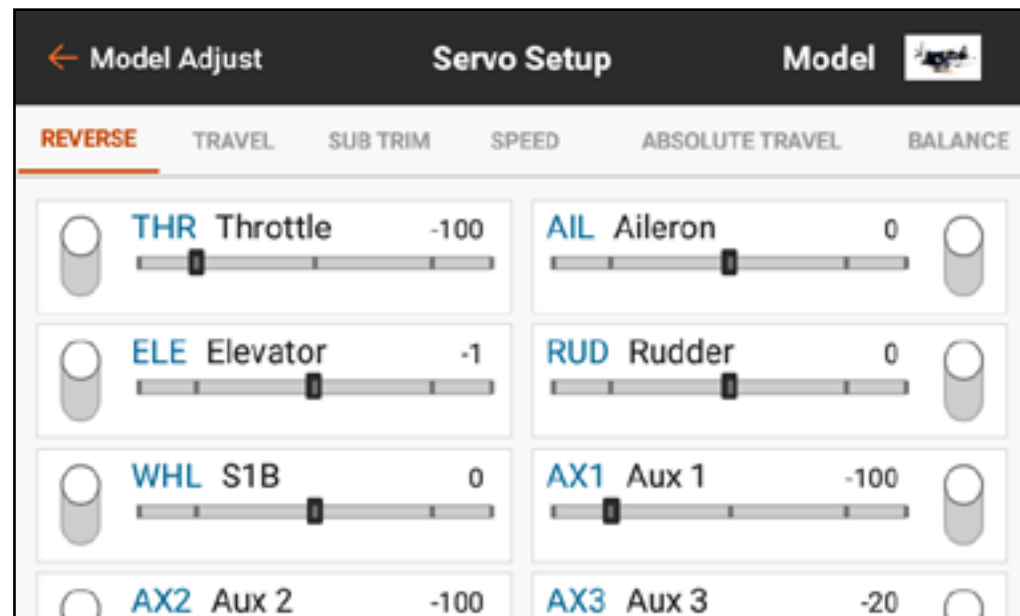 ← Model Adjust Servo Setup Model
REVERSE TRAVEL SUB TRIM SPEED ABSOLUTE TRAVEL BALANCE
THR Throttle -100
AIL Aileron 0
ELE Elevator -1
RUD Rudder 0
WHL S1B 0
AX1 Aux 1 -100
AX2 Aux 2 -100
AX3 Aux 3 -20